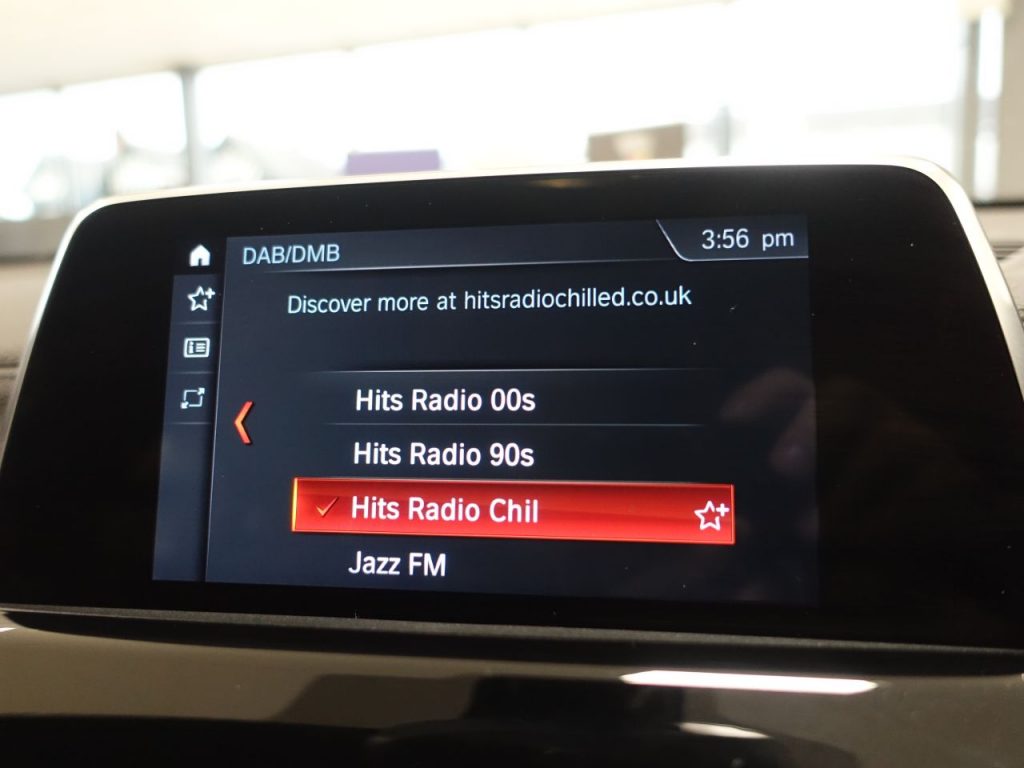 DAB/DMB
3:56 pm
Discover more at hitsradiochilled.co.uk
Hits Radio 00s
Hits Radio 90s
Hits Radio Chil
Jazz FM